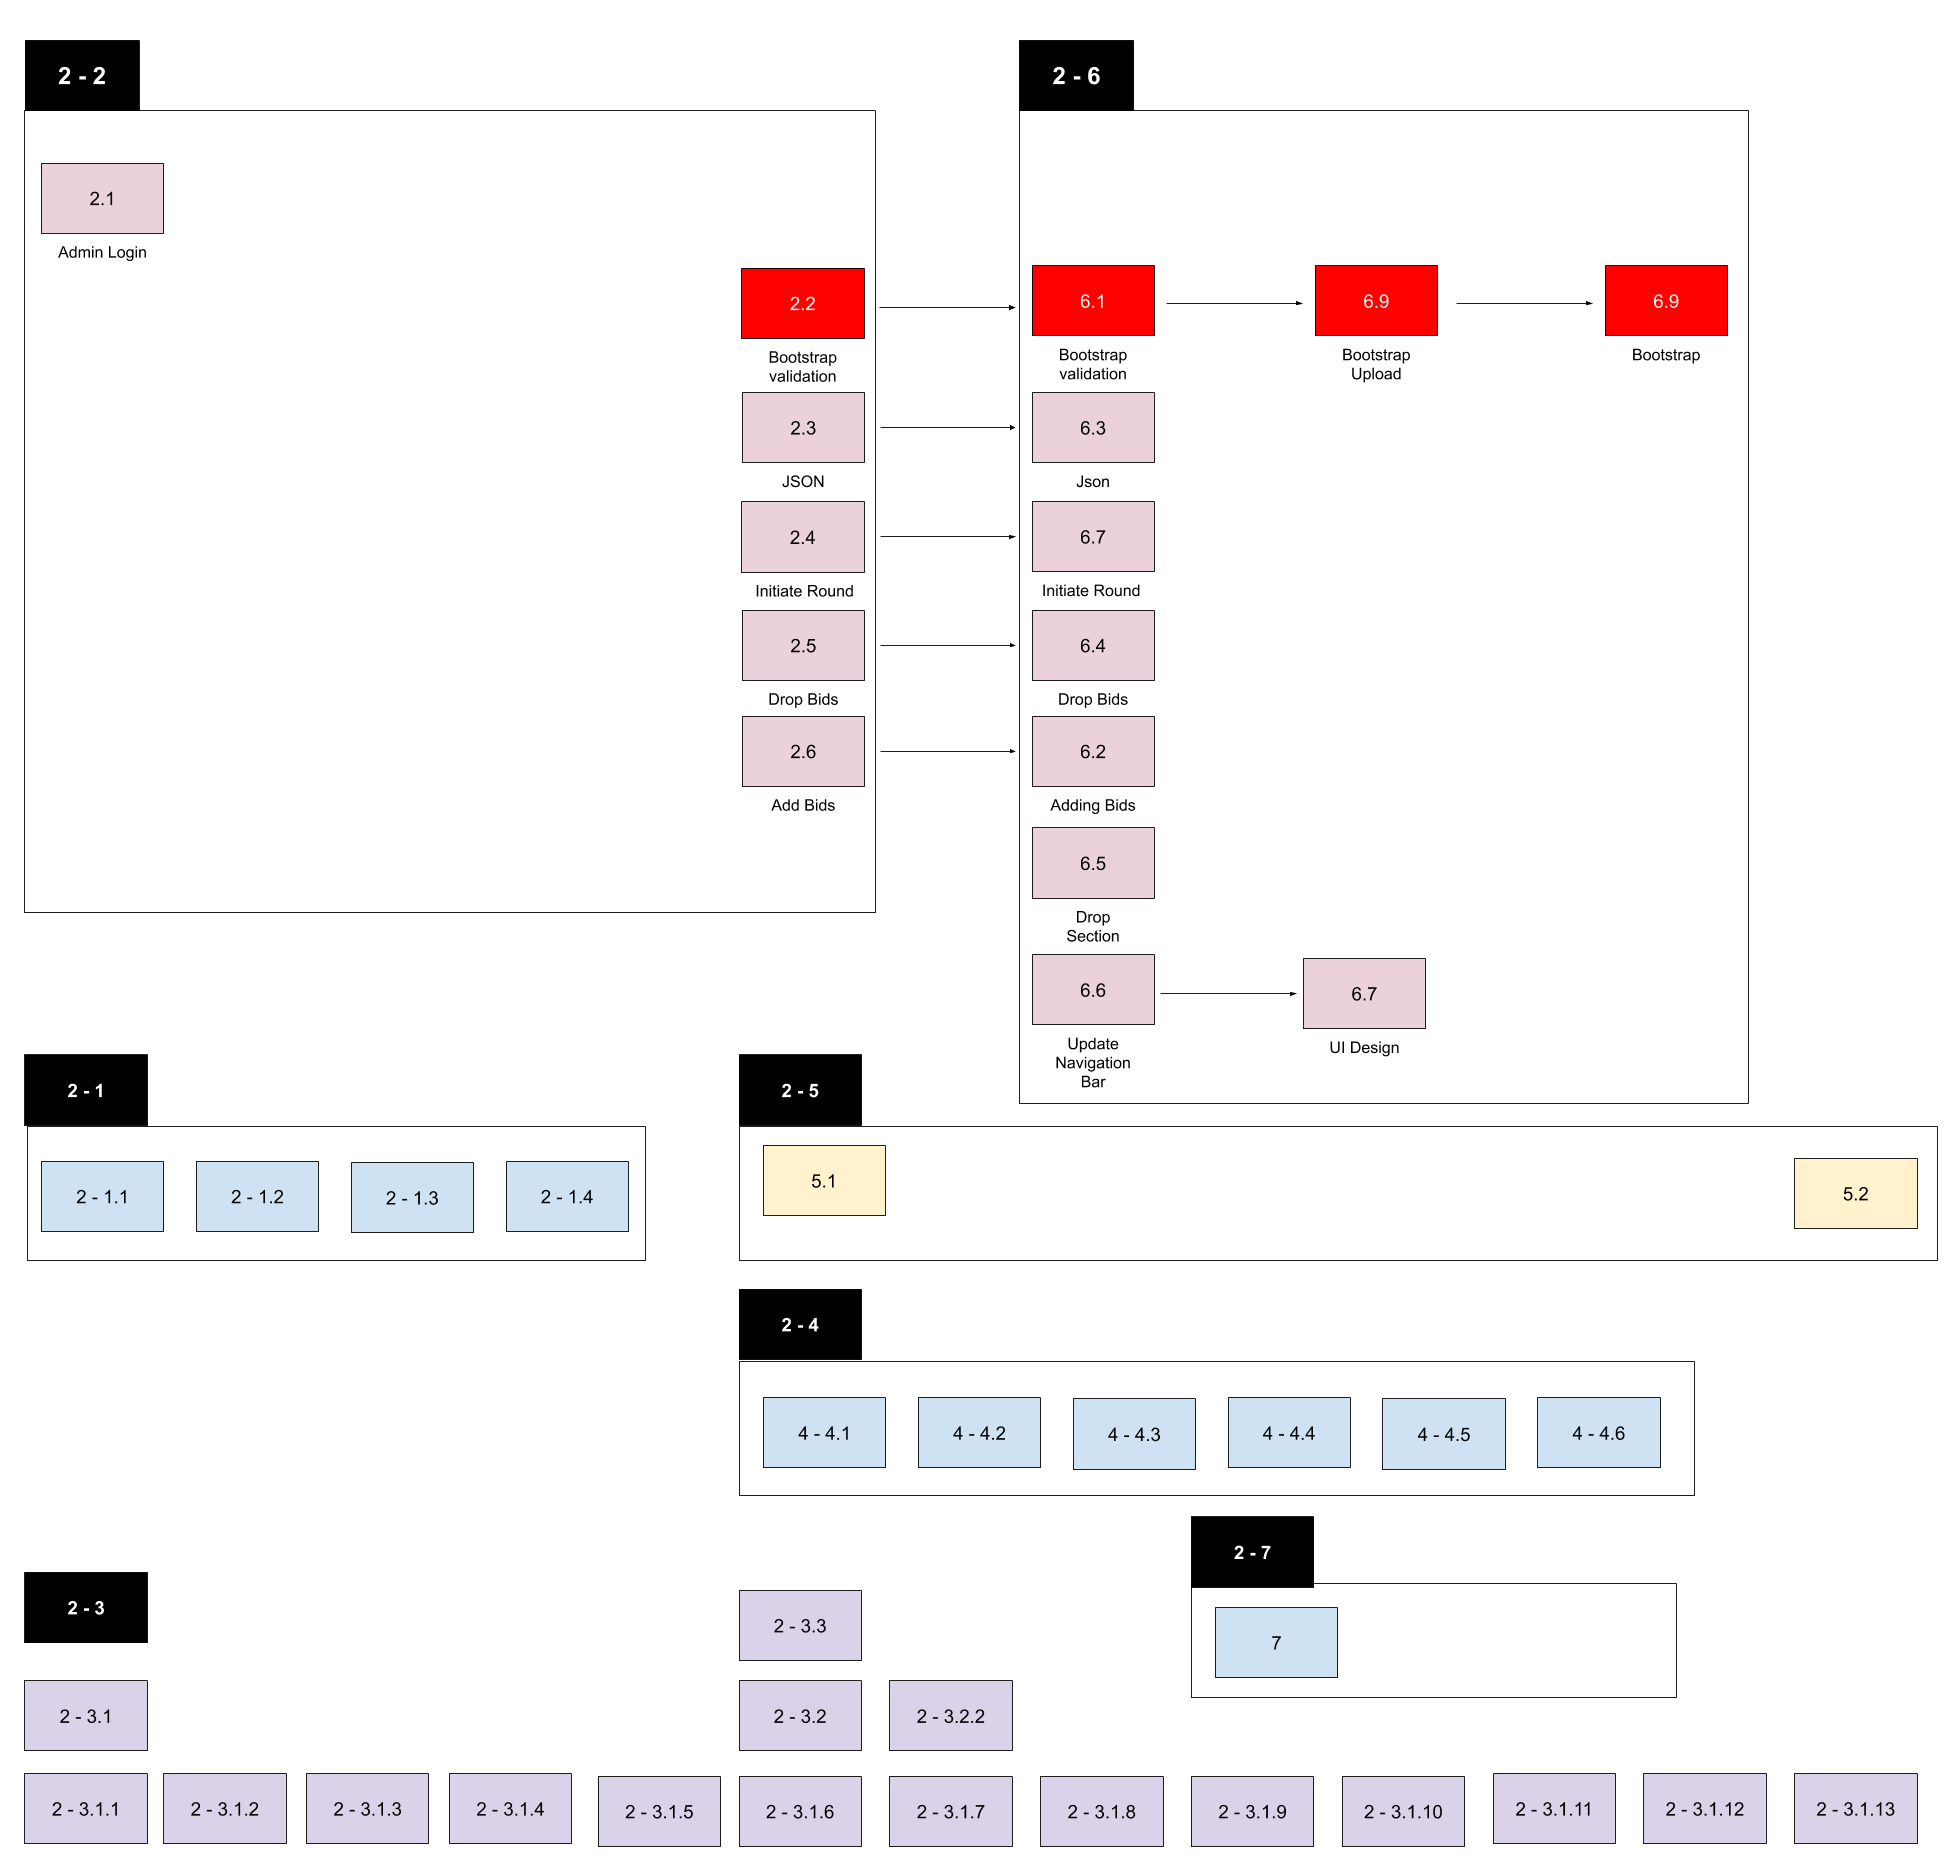 2 - 2
2.1
Admin Login
2.2
Bootstrap
validation
2.3
JSON
2.4
Initiate Round
2.5
Drop Bids
2.6
Add Bids
2 - 6
6.1
Bootstrap
validation
6.9
Bootstrap
Upload
6.9
Bootstrap
6.3
Json
6.7
Initiate Round
6.4
Drop Bids
6.2
Adding Bids
6.5
Drop
Section
6.6
Update
Navigation
Bar
6.7
UI Design
2 - 1
2 - 1.1
2 - 1.2
2 - 1.3
2 - 1.4
2 - 5
5.1
5.2
2 - 4
4 - 4.1
4 - 4.2
4 - 4.3
4 - 4.4
4 - 4.5
4 - 4.6
2 - 7
7
2 - 3
2 - 3.3
2 - 3.1
2 - 3.2
2 - 3.2.2
2 - 3.1.1
2 - 3.1.2
2 - 3.1.3
2 - 3.1.4
2 - 3.1.5
2 - 3.1.6
2 - 3.1.7
2 - 3.1.8
2 - 3.1.9
2 - 3.1.10
2 - 3.1.11
2 - 3.1.12
2 - 3.1.13